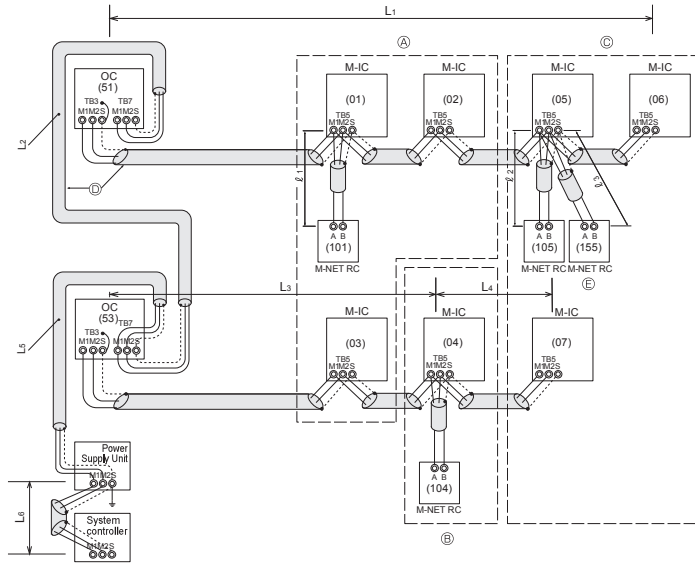 L1
Ⓐ
Ⓒ
M-IC
M-IC
M-IC
M-IC
OC
(51)
TB3
TB7
M1M2S
M1M2S
(01)
TB5
M1M2S
(02)
TB5
M1M2S
(05)
TB5
M1M2S
(06)
TB5
M1M2S
L2
Ⓓ
ℓ1
ℓ2
ℓ3
A B
(101)
M-NET RC
A B
(105)
M-NET RC
A B
(155)
M-NET RC
Ⓔ
L3
L4
OC
(53)
TB3
TB7
M1M2S
M1M2S
M-IC
(03)
TB5
M1M2S
M-IC
(04)
TB5
M1M2S
M-IC
(07)
TB5
M1M2S
L5
A B
(104)
M-NET RC
Ⓑ
Power
Supply Unit
M1M2S
L6
System
controller
M1M2S